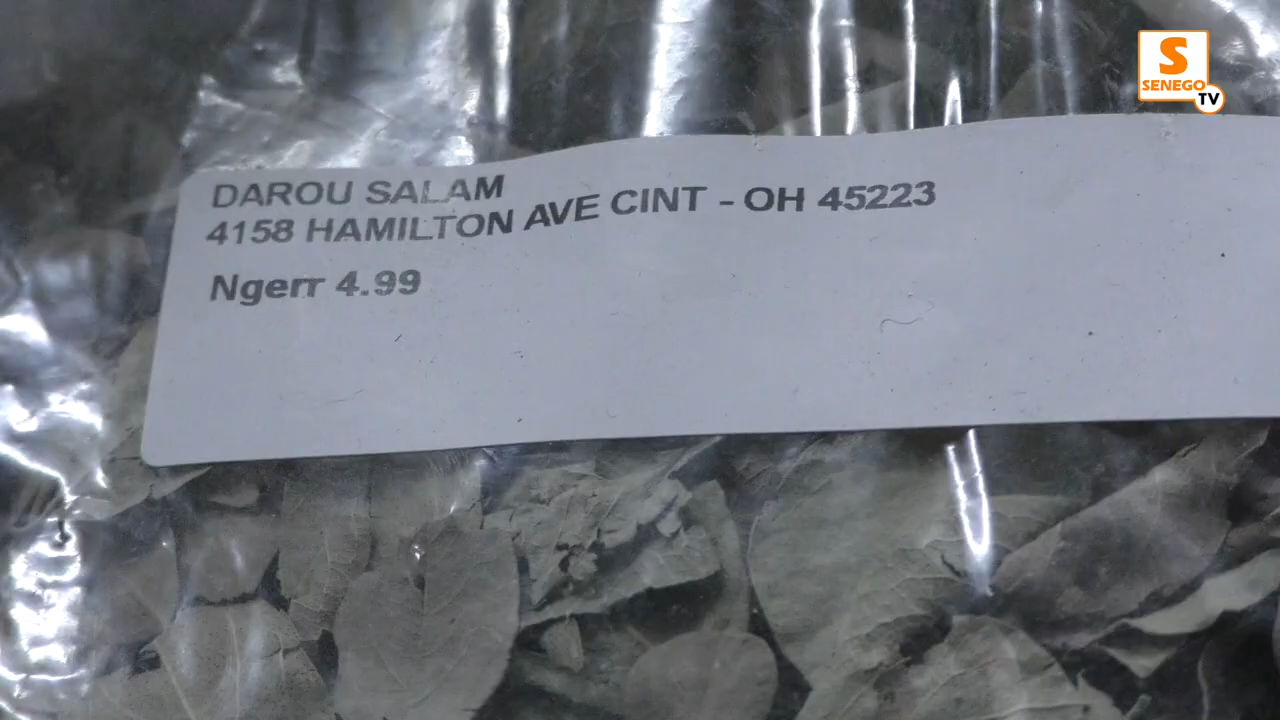 S
SENEGO
TV
DAROU SALAM
4158 HAMILTON AVE CINT - OH 45223
Ngerr 4.99